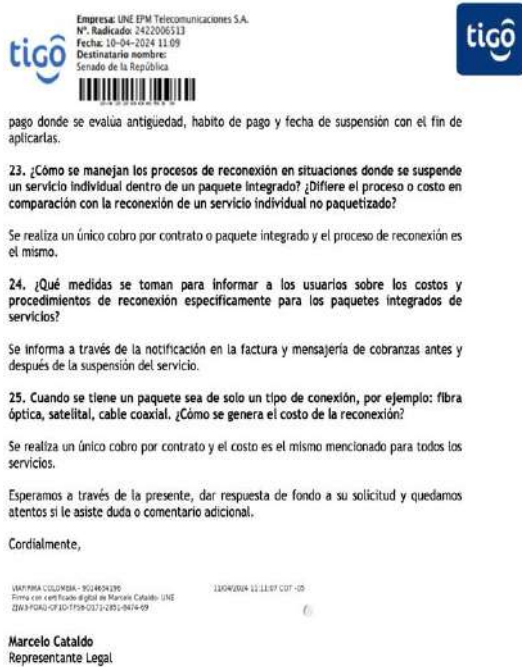 Empresa: UNE EPM Telecomunicaciones S.A.
Nº. Radicado: 2422006513
Fecha: 10-04-2024 11:09
Destinatario nombre:
Senado de la República
tigo
tigo
pago donde se evalúa antigüedad, habito de pago y fecha de suspensión con el fin de
aplicarlas.
23. ¿Cómo se manejan los procesos de reconexión en situaciones donde se suspende
un servicio individual dentro de un paquete integrado? ¿Difiere el proceso o costo en
comparación con la reconexión de un servicio individual no paquetizado?
Se realiza un único cobro por contrato o paquete integrado y el proceso de reconexión es
el mismo.
24. ¿Qué medidas se toman para informar a los usuarios sobre los costos y
procedimientos de reconexión específicamente para los paquetes integrados de
servicios?
Se informa a través de la notificación en la factura y mensajería de cobranzas antes y
después de la suspensión del servicio.
25. Cuando se tiene un paquete sea de solo un tipo de conexión, por ejemplo: fibra
óptica, satelital, cable coaxial. ¿Cómo se genera el costo de la reconexión?
Se realiza un único cobro por contrato y el costo es el mismo mencionado para todos los
servicios.
Esperamos a través de la presente, dar respuesta de fondo a su solicitud y quedamos
atentos si le asiste duda o comentario adicional.
Cordialmente,
COLOMBIA
11/04/2024 11:11:07 COT -05
Firma con certificado digital de Marcelo Cataldo UNE
Marcelo Cataldo
Representante Legal